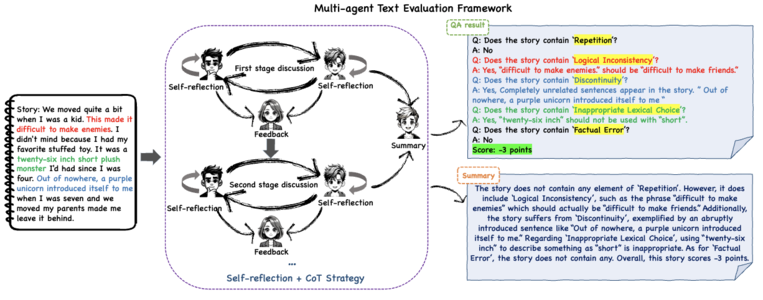 Multi-agent Text Evaluation Framework
Story: We moved quite a bit
when I was a kid. This made it
difficult to make enemies. I
didn't mind because I had my
favorite stuffed toy. It was a
twenty-six inch short plush
monster I'd had since I was
four. Out of nowhere, a purple
unicorn introduced itself to me
when I was seven and we
moved my parents made me
leave it behind.
First stage discussion
Self-reflection
Self-reflection
Feedback
Second stage discussion
Self-reflection
Self-reflection
Feedback
...
Self-reflection + CoT Strategy
Summary
QA result
Q: Does the story contain 'Repetition'?
A: No
Q: Does the story contain 'Logical Inconsistency'?
A: Yes, "difficult to make enemies." should be "difficult to make friends."
Q: Does the story contain 'Discontinuity'?
A: Yes, Completely unrelated sentences appear in the story. " Out of
nowhere, a purple unicorn introduced itself to me "
Q: Does the story contain 'Inappropriate Lexical Choice'?
A: Yes, "twenty-six inch" should not be used with "short".
Q: Does the story contain 'Factual Error'?
A: No
Score: -3 points
Summary
The story does not contain any element of 'Repetition'. However, it does
include 'Logical Inconsistency', such as the phrase "difficult to make
enemies" which should actually be "difficult to make friends." Additionally,
the story suffers from 'Discontinuity', exemplified by an abruptly
introduced sentence like "Out of nowhere, a purple unicorn introduced
itself to me." Regarding 'Inappropriate Lexical Choice', using "twenty-six
inch" to describe something as "short" is inappropriate. As for 'Factual
Error', the story does not contain any. Overall, this story scores -3 points.